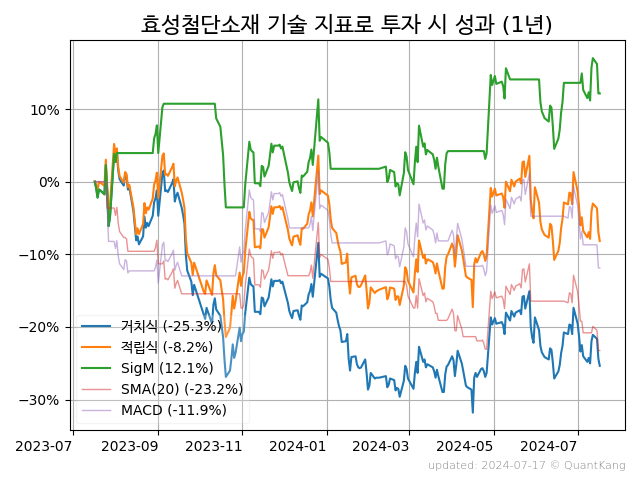 효성첨단소재 기술 지표로 투자 시 성과 (1년)
10%
0%
−10%
−20%
−30%
거치식 (-25.3%)
적립식 (-8.2%)
SigM (12.1%)
SMA(20) (-23.2%)
MACD (-11.9%)
2023-07 2023-09 2023-11 2024-01 2024-03 2024-05 2024-07
updated: 2024-07-17 © QuantKang